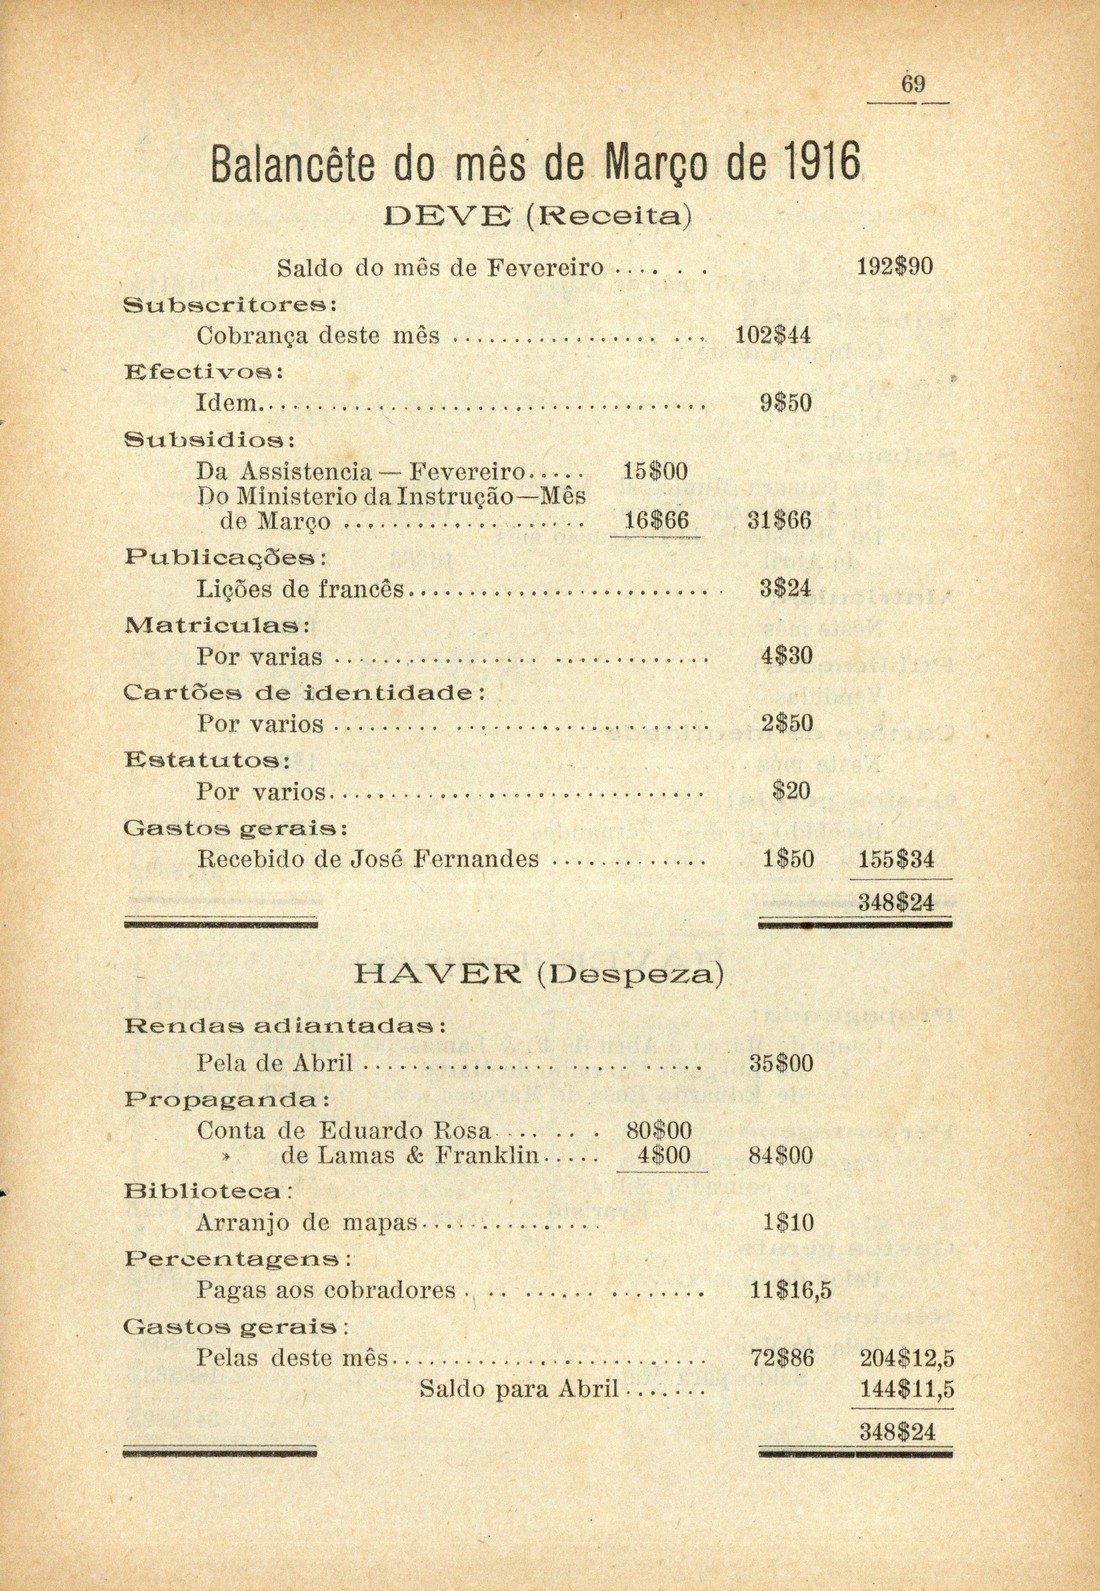 69
Balancête do mês de Março de 1916
DEVE (Receita)
Saldo do mês de Fevereiro ...... 192$90
Subscritores:
Cobrança deste mês ........................ 102$44
Efectivos:
Idem........................................ 9$50
Subsidios:
Da Assistencia — Fevereiro..... 15$00
Do Ministerio da Instrução—Mês
de Março .................... 16$66 31$66
Publicações:
Lições de francês.......................... 3$24
Matriculas:
Por varias ............................... 4$30
Cartões de identidade:
Por varios ............................... 2$50
Estatutos:
Por varios................................ $20
Gastos gerais:
Recebido de José Fernandes ............. 1$50 155$34
348$24
HAVER (Despeza)
Rendas adiantadas:
Pela de Abril ............................ 35$00
Propaganda:
Conta de Eduardo Rosa ...... 80$00
» de Lamas & Franklin..... 4$00 84$00
Biblioteca:
Arranjo de mapas............... 1$10
Percentagens:
Pagas aos cobradores .................... 11$16,5
Gastos gerais:
Pelas deste mês.......................... 72$86 204$12,5
Saldo para Abril ....... 144$11,5
348$24